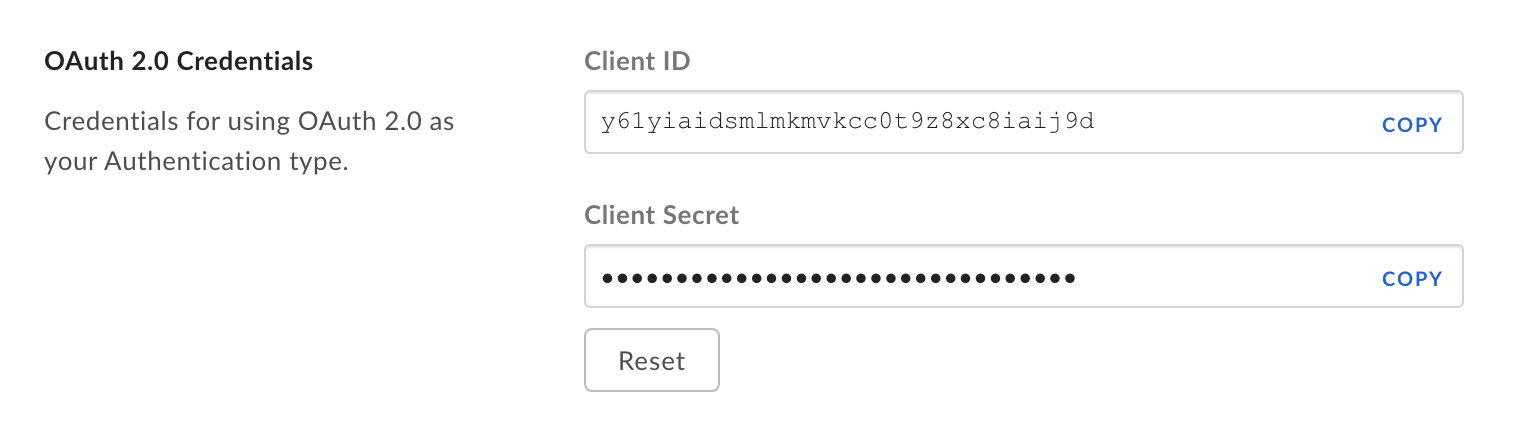 OAuth 2.0 Credentials
Credentials for using OAuth 2.0 as
your Authentication type.
Client ID
y61yiaidsmlmkmvkcc0t9z8xc8iaij9d
COPY
Client Secret
••••••••••••••••••••••••••••••••
COPY
Reset